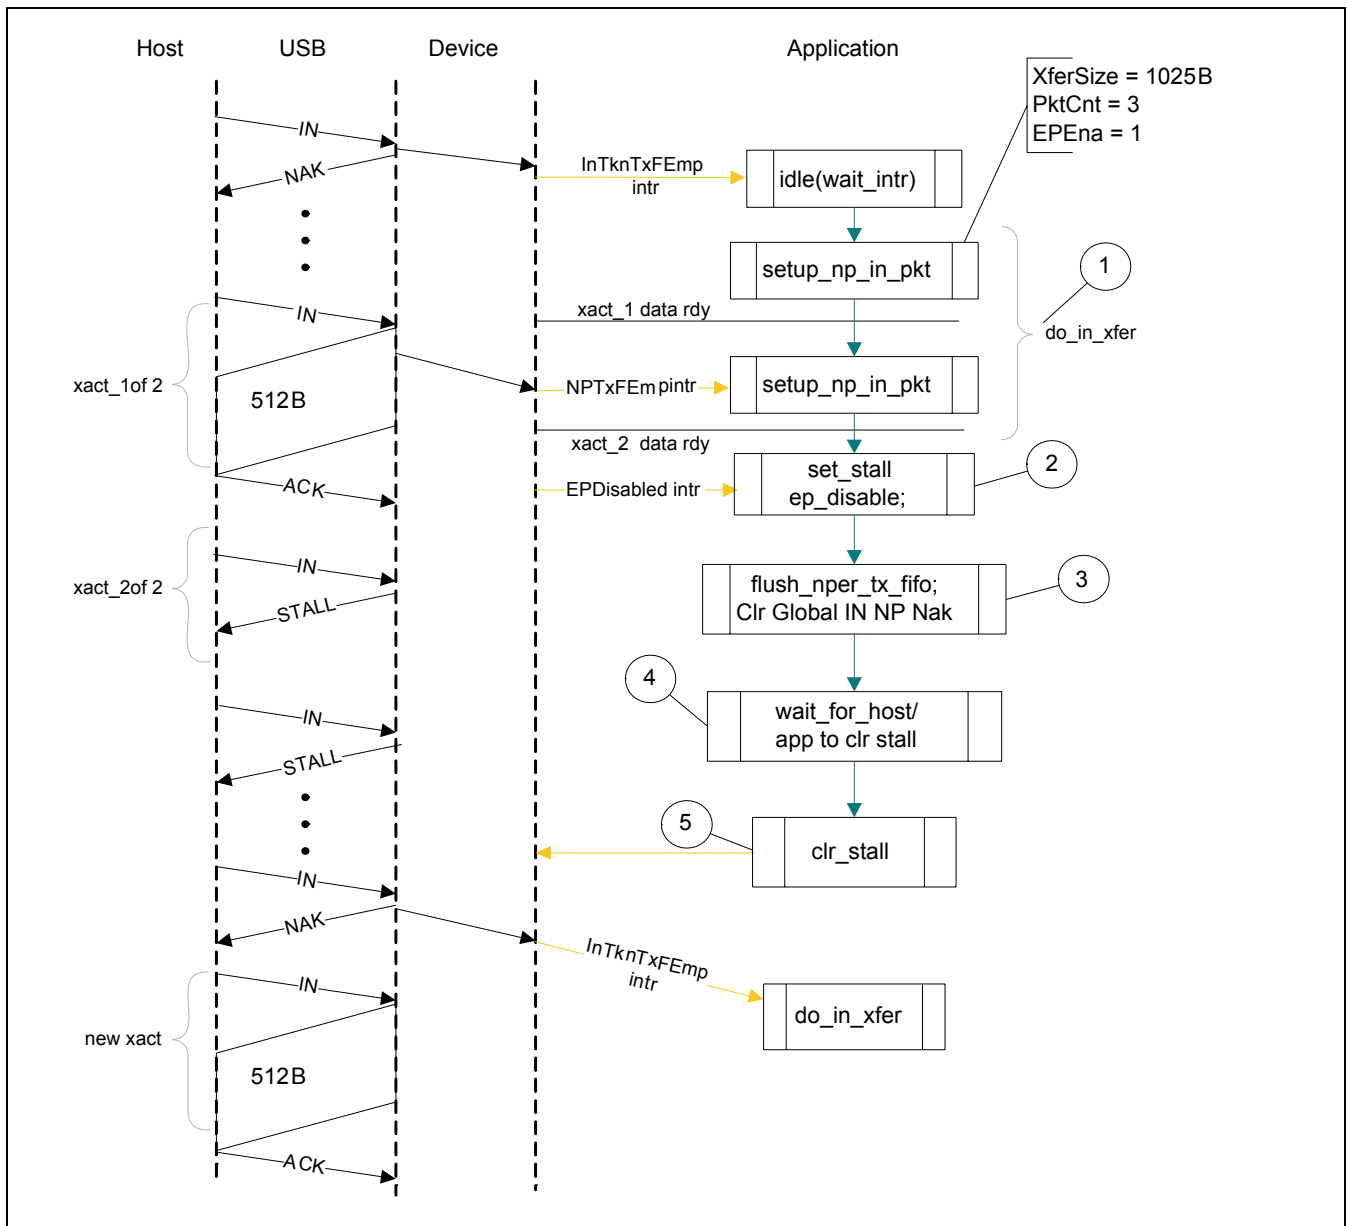 Host
USB
Device
Application
XferSize = 1025B
PktCnt = 3
EPEna = 1
IN
NAK
InTknTxFEmp
intr
idle(wait_intr)
setup_np_in_pkt
1
do_in_xfer
IN
xact_1 data rdy
xact_1of 2
512B
NPTxFEm pintr
setup_np_in_pkt
xact_2 data rdy
ACK
EPDisabled intr
set_stall
ep_disable;
2
xact_2of 2
IN
STALL
flush_nper_tx_fifo;
Clr Global IN NP Nak
3
4
wait_for_host/
app to clr stall
IN
STALL
5
clr_stall
IN
NAK
InTknTxFEmp
intr
do_in_xfer
IN
new xact
512B
ACK